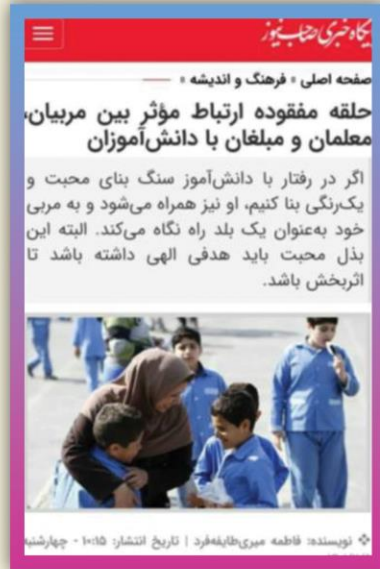 پایگاه خبری صاحب‌نیوز
صفحه اصلی » فرهنگ و اندیشه »
حلقه مفقوده ارتباط مؤثر بین مربیان،
معلمان و مبلغان با دانش‌آموزان
اگر در رفتار با دانش‌آموز سنگ بنای محبت و
یک‌رنگی بنا کنیم، او نیز همراه می‌شود و به مربی
خود به‌عنوان یک بلد راه نگاه می‌کند. البته این
بذل محبت باید هدفی الهی داشته باشد تا
اثربخش باشد.
❖ نویسنده: فاطمه میری‌طایفه‌فرد | تاریخ انتشار: ۱۰:۱۵ - چهارشنبه